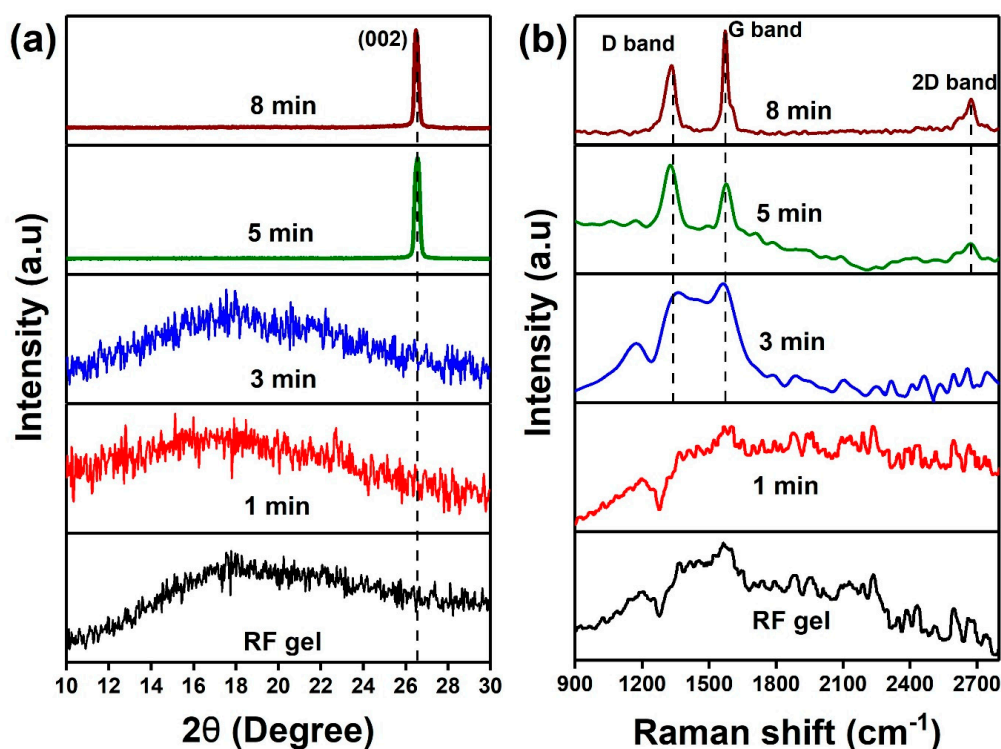 (a)
(002)
8 min
5 min
3 min
1 min
RF gel
Intensity (a.u)
10 12 14 16 18 20 22 24 26 28 30
2θ (Degree)
(b)
D band
G band
2D band
8 min
5 min
3 min
1 min
RF gel
Intensity (a.u)
900 1200 1500 1800 2100 2400 2700
Raman shift (cm⁻¹)